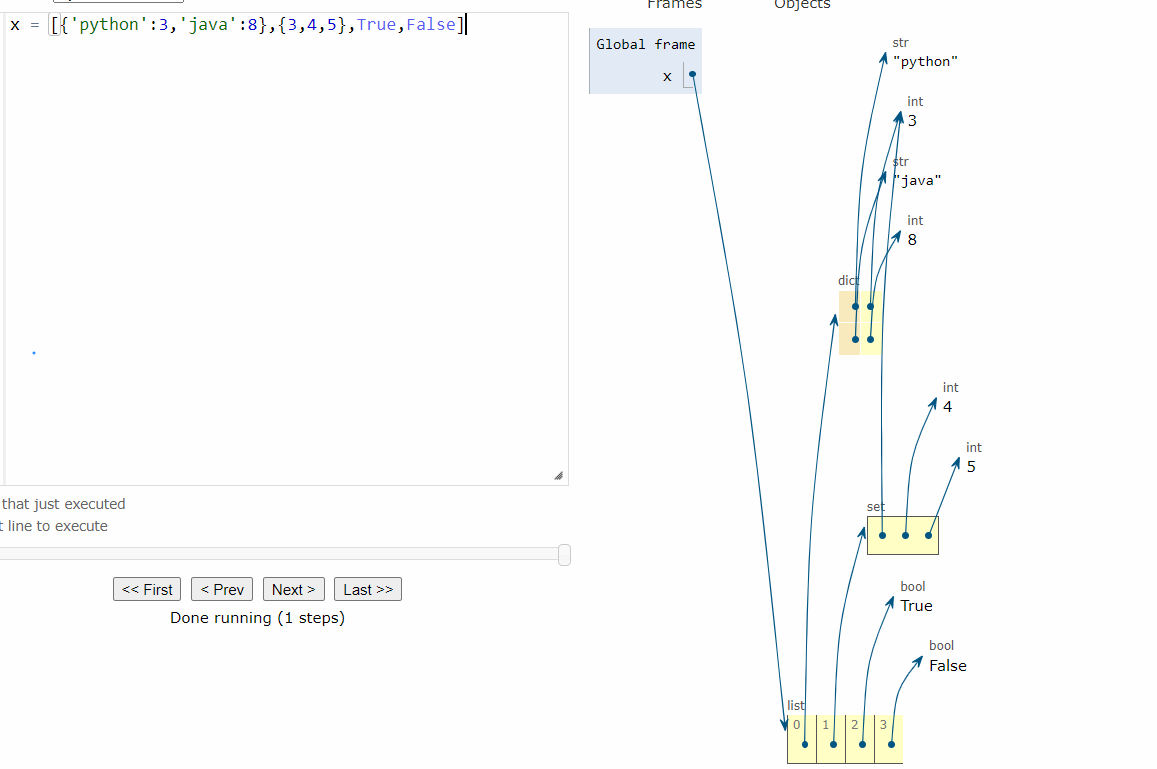 Frames
Objects
x = [{'python':3,'java':8},{3,4,5},True,False]
Global frame
x
str
"python"
int
3
str
"java"
int
8
dict
int
4
int
5
set
bool
True
bool
False
list
0 1 2 3
that just executed
line to execute
<< First < Prev Next > Last >>
Done running (1 steps)